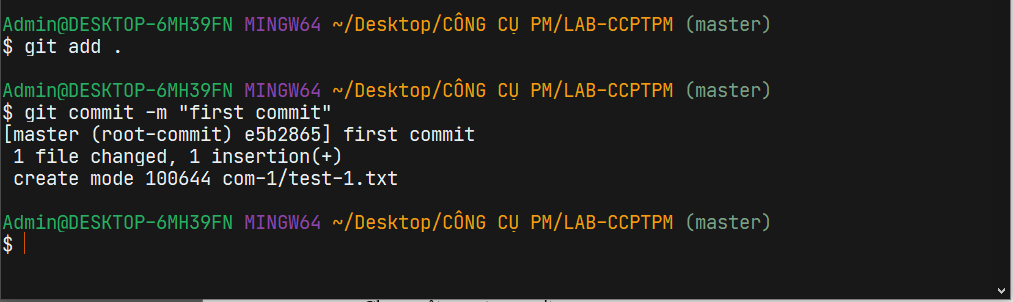 Admin@DESKTOP-6MH39FN MINGW64 ~/Desktop/CÔNG CỤ PM/LAB-CCPTPM (master)
$ git add .
Admin@DESKTOP-6MH39FN MINGW64 ~/Desktop/CÔNG CỤ PM/LAB-CCPTPM (master)
$ git commit -m "first commit"
[master (root-commit) e5b2865] first commit
 1 file changed, 1 insertion(+)
 create mode 100644 com-1/test-1.txt
Admin@DESKTOP-6MH39FN MINGW64 ~/Desktop/CÔNG CỤ PM/LAB-CCPTPM (master)
$